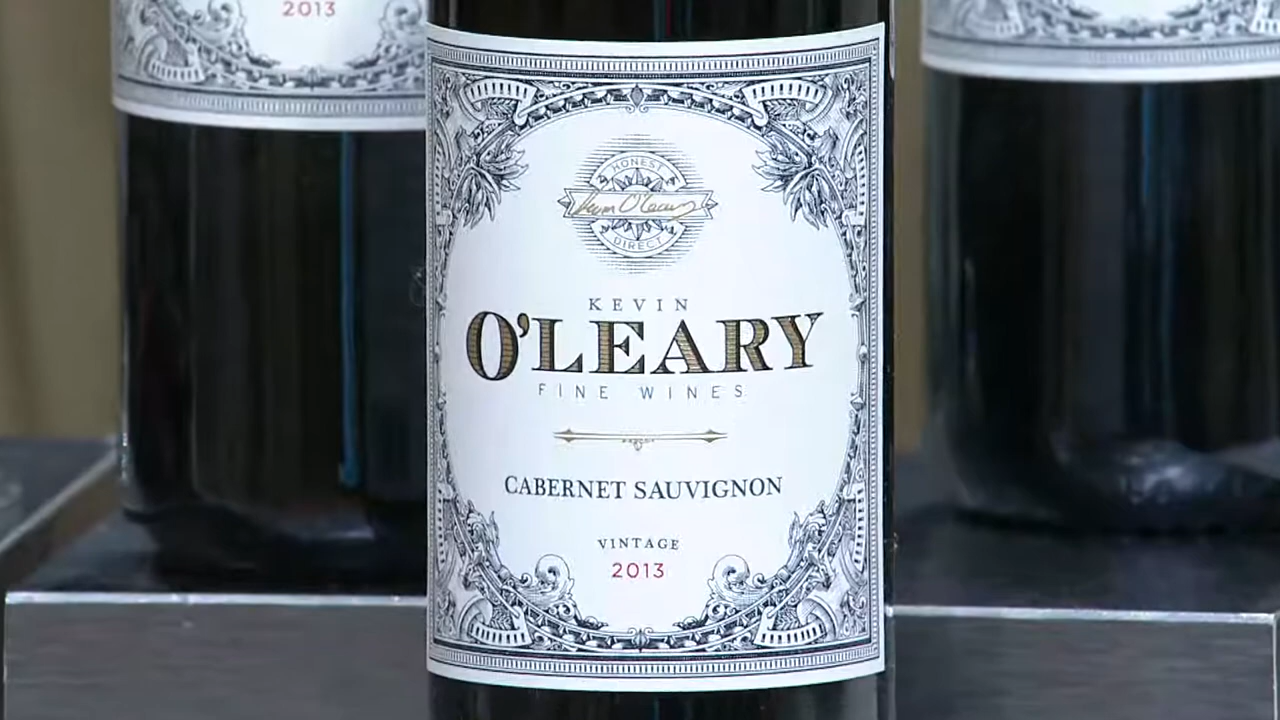 2013
HONEST
Kevin O'Leary
DIRECT
KEVIN
O'LEARY
FINE WINES
CABERNET SAUVIGNON
VINTAGE
2013